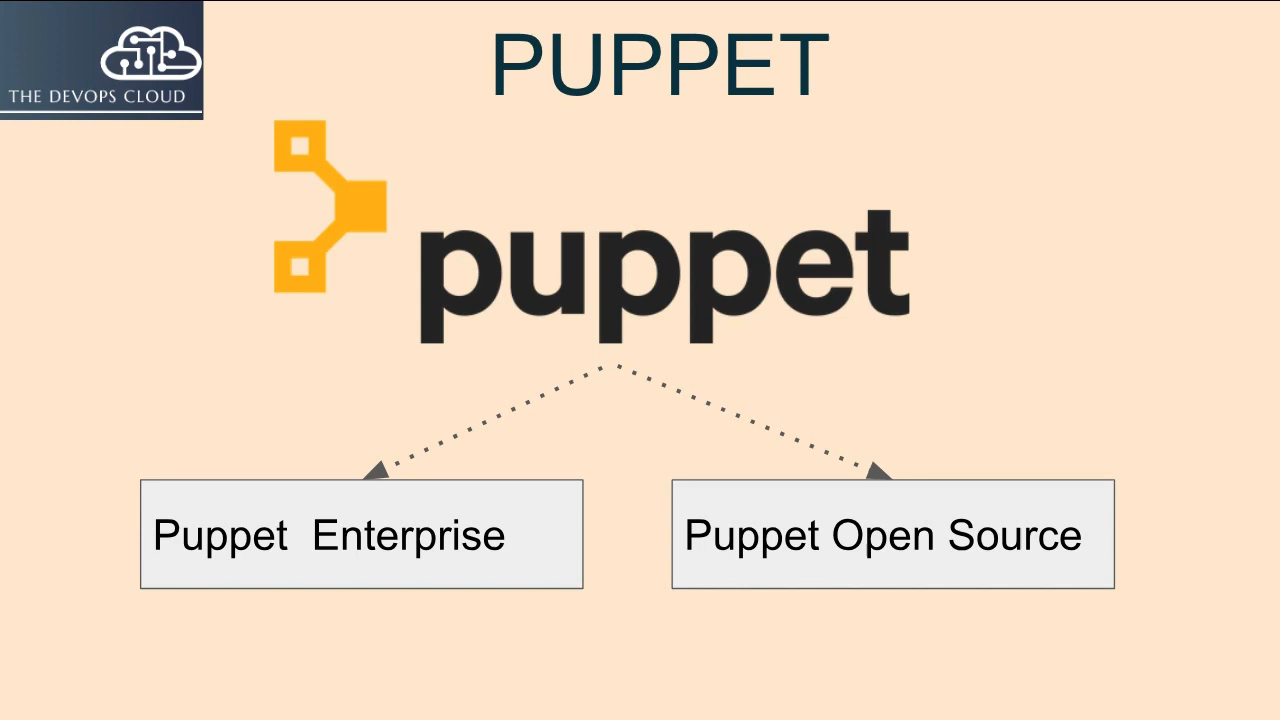 THE DEVOPS CLOUD
PUPPET
puppet
Puppet  Enterprise
Puppet Open Source